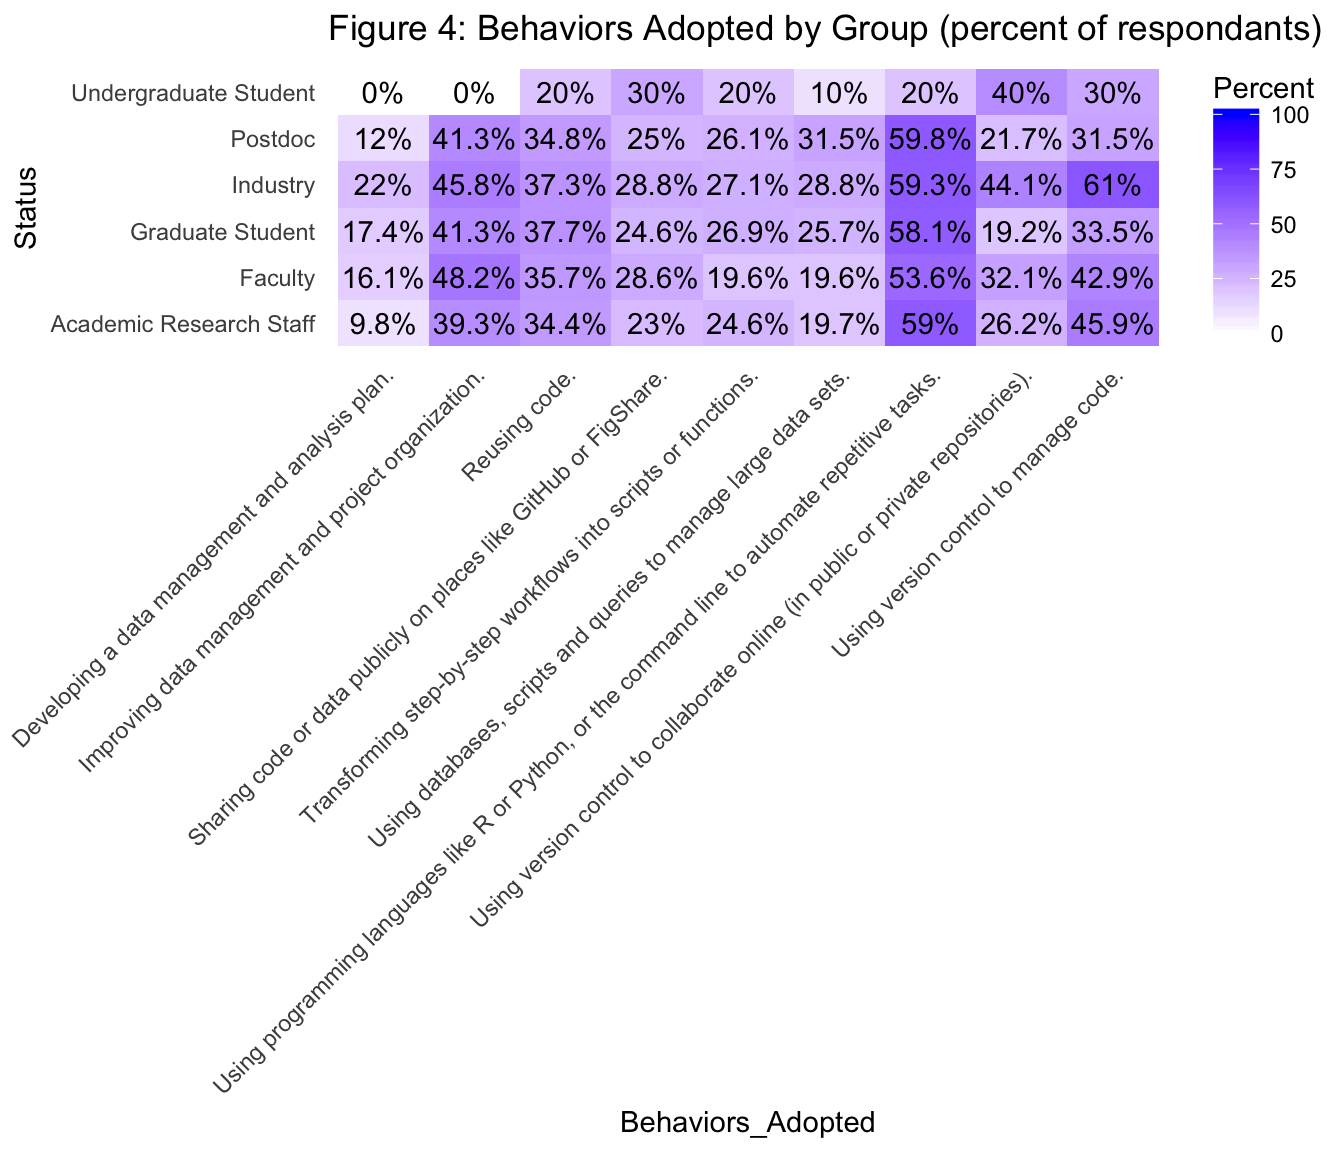 Figure 4: Behaviors Adopted by Group (percent of respondants)
Status
Undergraduate Student 0% 0% 20% 30% 20% 10% 20% 40% 30%
Postdoc 12% 41.3% 34.8% 25% 26.1% 31.5% 59.8% 21.7% 31.5%
Industry 22% 45.8% 37.3% 28.8% 27.1% 28.8% 59.3% 44.1% 61%
Graduate Student 17.4% 41.3% 37.7% 24.6% 26.9% 25.7% 58.1% 19.2% 33.5%
Faculty 16.1% 48.2% 35.7% 28.6% 19.6% 19.6% 53.6% 32.1% 42.9%
Academic Research Staff 9.8% 39.3% 34.4% 23% 24.6% 19.7% 59% 26.2% 45.9%
Percent
100
75
50
25
0
Developing a data management and analysis plan.
Improving data management and project organization.
Reusing code.
Sharing code or data publicly on places like GitHub or FigShare.
Transforming step-by-step workflows into scripts or functions.
Using databases, scripts and queries to manage large data sets.
Using programming languages like R or Python, or the command line to automate repetitive tasks.
Using version control to collaborate online (in public or private repositories).
Using version control to manage code.
Behaviors_Adopted